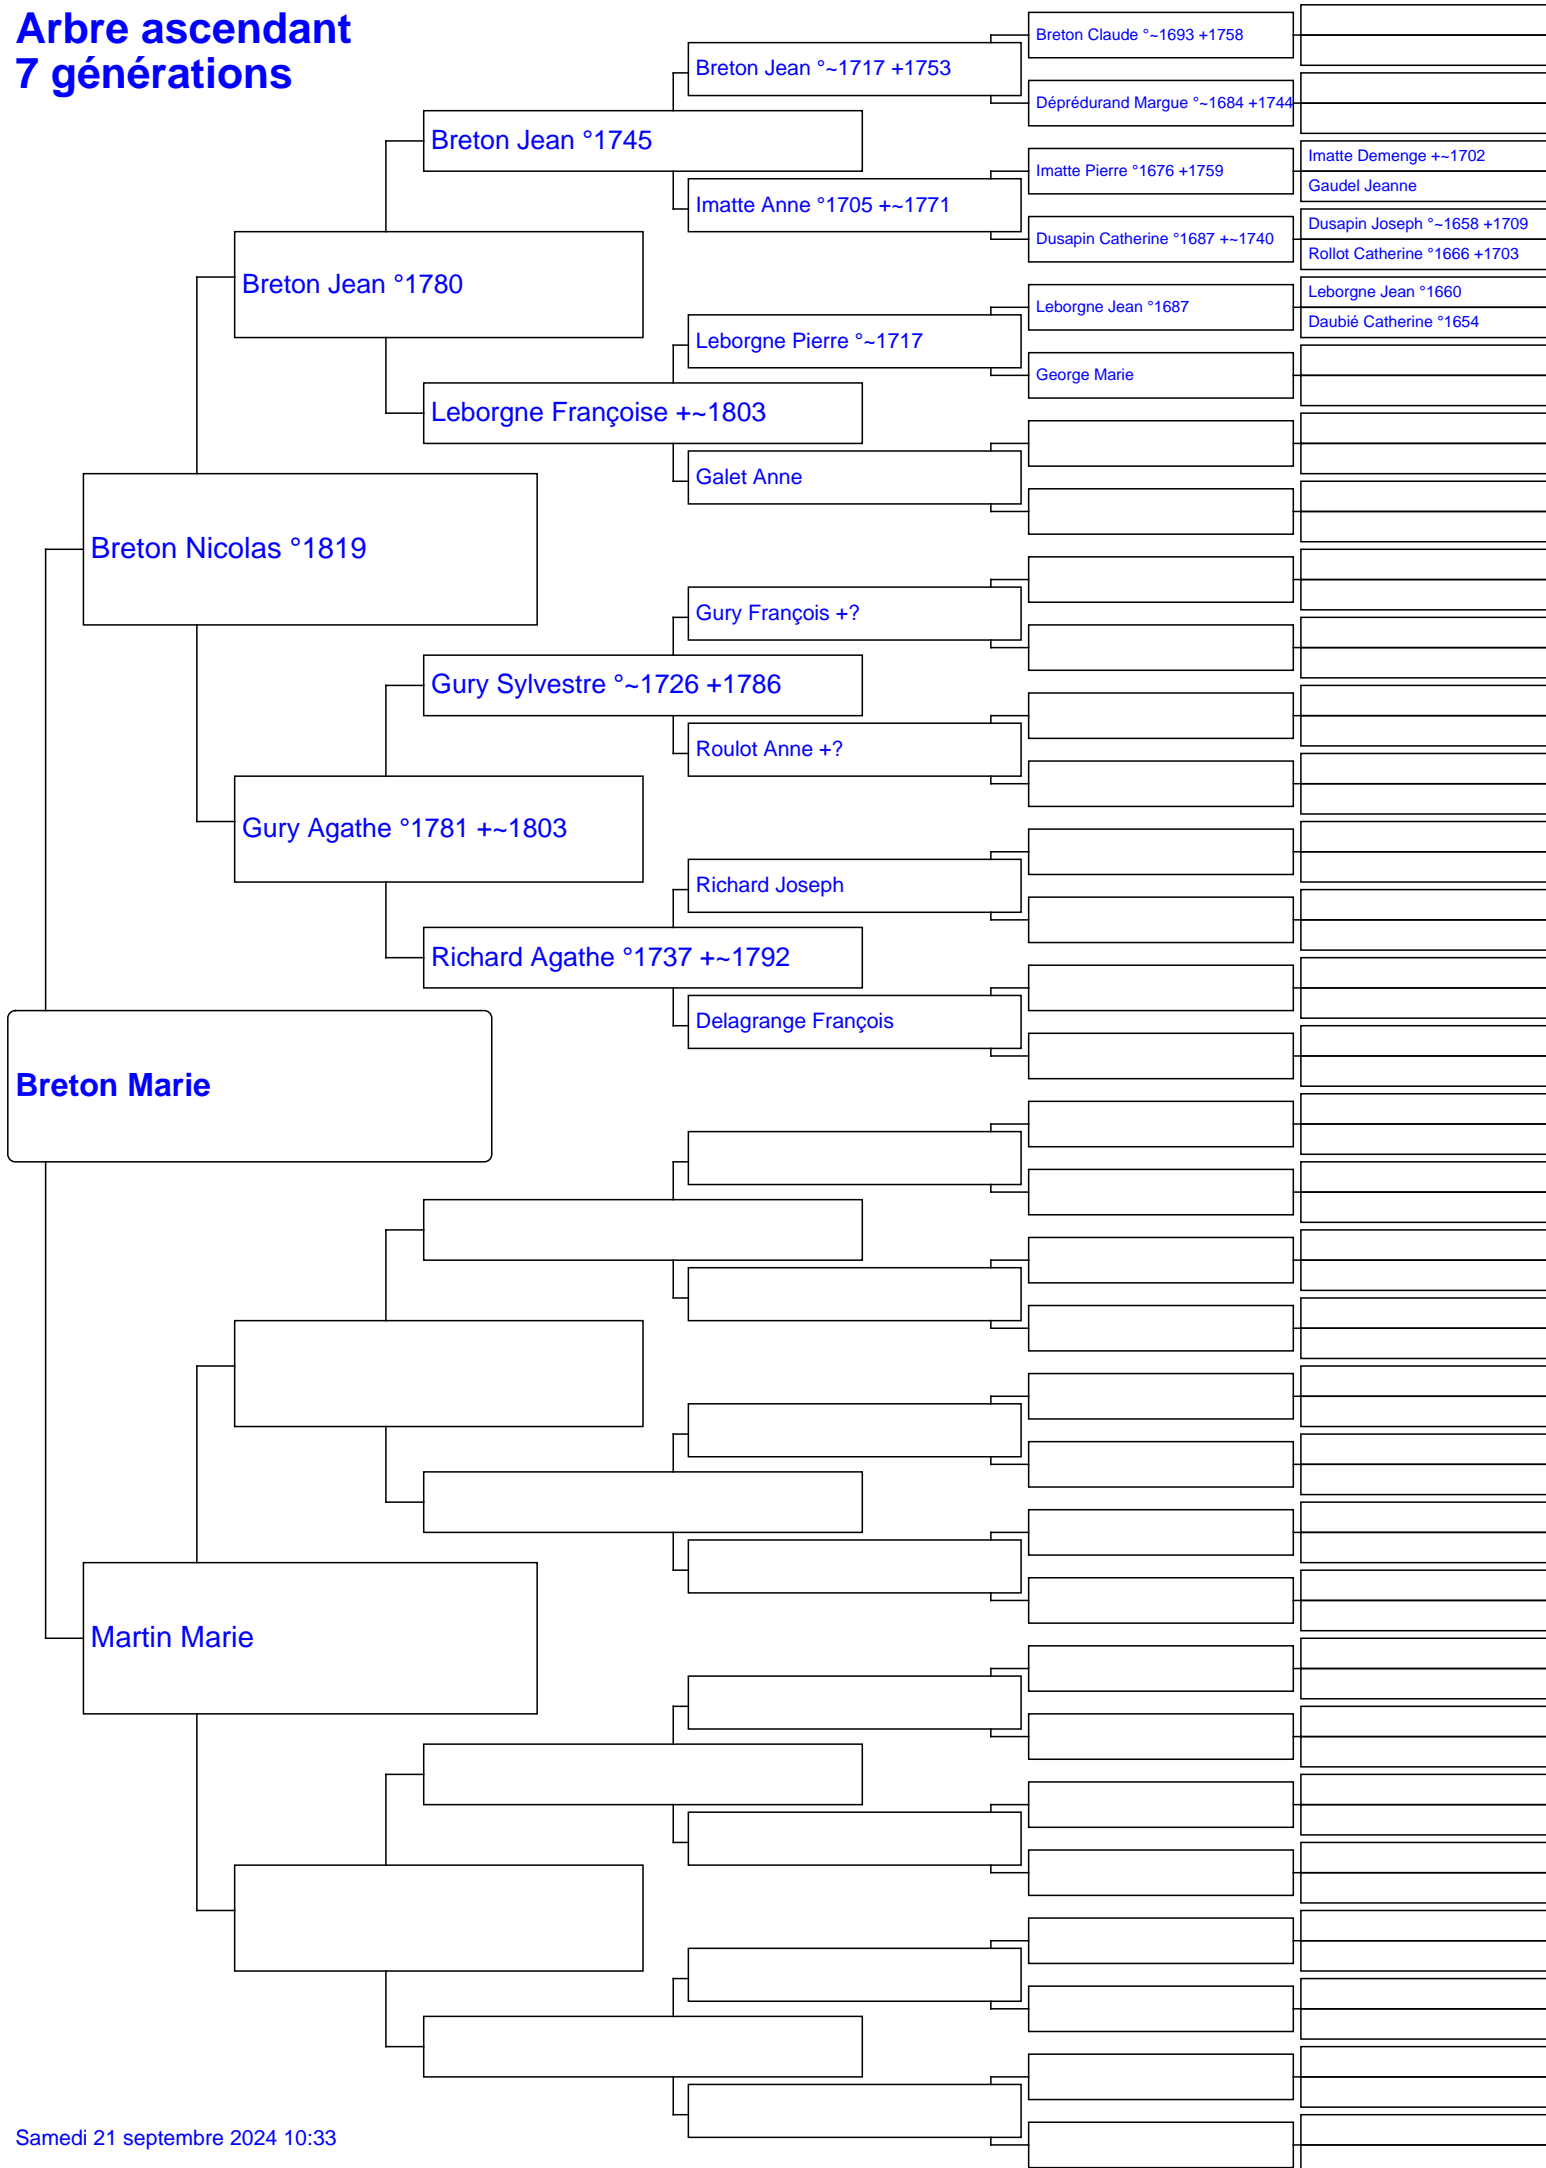 Arbre ascendant
7 générations
Breton Claude °~1693 +1758
Breton Jean °~1717 +1753
Déprédurand Margue °~1684 +1744
Breton Jean °1745
Imatte Demenge +~1702
Imatte Pierre °1676 +1759
Gaudel Jeanne
Imatte Anne °1705 +~1771
Dusapin Joseph °~1658 +1709
Dusapin Catherine °1687 +~1740
Rollot Catherine °1666 +1703
Breton Jean °1780
Leborgne Jean °1660
Leborgne Jean °1687
Daubié Catherine °1654
Leborgne Pierre °~1717
George Marie
Leborgne Françoise +~1803
Galet Anne
Breton Nicolas °1819
Gury François +?
Gury Sylvestre °~1726 +1786
Roulot Anne +?
Gury Agathe °1781 +~1803
Richard Joseph
Richard Agathe °1737 +~1792
Delagrange François
Breton Marie
Martin Marie
Samedi 21 septembre 2024 10:33